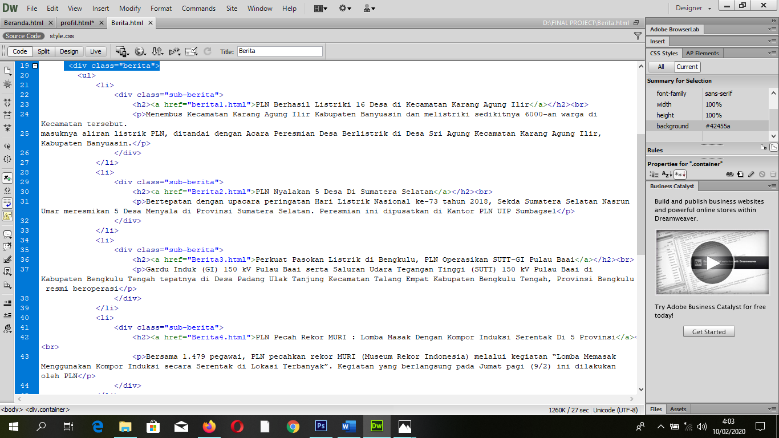 Dw File Edit View Insert Modify Format Commands Site Window Help Designer
Beranda.html profil.html* Berita.html D:\FINAL PROJECT\Berita.html
Source Code style.css
Code Split Design Live Title: Berita
19 <div class="berita">
20 <ul>
21 <li>
22 <div class="sub-berita">
23 <h2><a href="berita1.html">PLN Berhasil Listriki 16 Desa di Kecamatan Karang Agung Ilir</a></h2><br>
24 <p>Menembus Kecamatan Karang Agung Ilir Kabupaten Banyuasin dan melistriki sedikitnya 6000-an warga di
Kecamatan tersebut.
25 masuknya aliran listrik PLN, ditandai dengan Acara Peresmian Desa Berlistrik di Desa Sri Agung Kecamatan Karang Agung Ilir,
Kabupaten Banyuasin.</p>
26 </div>
27 </li>
28 <li>
29 <div class="sub-berita">
30 <h2><a href="Berita2.html">PLN Nyalakan 5 Desa Di Sumatera Selatan</a></h2><br>
31 <p>Bertepatan dengan upacara peringatan Hari Listrik Nasional ke-73 tahun 2018, Sekda Sumatera Selatan Nasrun
Umar meresmikan 5 Desa Menyala di Provinsi Sumatera Selatan. Peresmian ini dipusatkan di Kantor PLN UIP Sumbagsel</p>
32 </div>
33 </li>
34 <li>
35 <div class="sub-berita">
36 <h2><a href="Berita3.html">Perkuat Pasokan Listrik di Bengkulu, PLN Operasikan SUTT-GI Pulau Baai</a></h2><br>
37 <p>Gardu Induk (GI) 150 kV Pulau Baai serta Saluran Udara Tegangan Tinggi (SUTT) 150 kV Pulau Baai di
Kabupaten Bengkulu Tengah tepatnya di Desa Padang Ulak Tanjung Kecamatan Talang Empat Kabupaten Bengkulu Tengah, Provinsi Bengkulu
resmi beroperasi</p>
38 </div>
39 </li>
40 <li>
41 <div class="sub-berita">
42 <h2><a href="Berita4.html">PLN Pecah Rekor MURI : Lomba Masak Dengan Kompor Induksi Serentak Di 5 Provinsi</a><
<br>
43 <p>Bersama 1.479 pegawai, PLN pecahkan rekor MURI (Museum Rekor Indonesia) melalui kegiatan "Lomba Memasak
Menggunakan Kompor Induksi secara Serentak di Lokasi Terbanyak". Kegiatan yang berlangsung pada Jumat pagi (9/2) ini dilakukan
oleh PLN</p>
44 </div>
<body> <div.container> 1260K / 27 sec Unicode (UTF-8)
Adobe BrowserLab
Insert
CSS Styles AP Elements
All Current
Summary for Selection
font-family sans-serif
width 100%
height 100%
background #42455a
Rules
Properties for ".container"
Business Catalyst
Build and publish business websites
and powerful online stores within
Dreamweaver.
Try Adobe Business Catalyst for free
today!
Get Started
Files Assets
4:03
10/02/2020